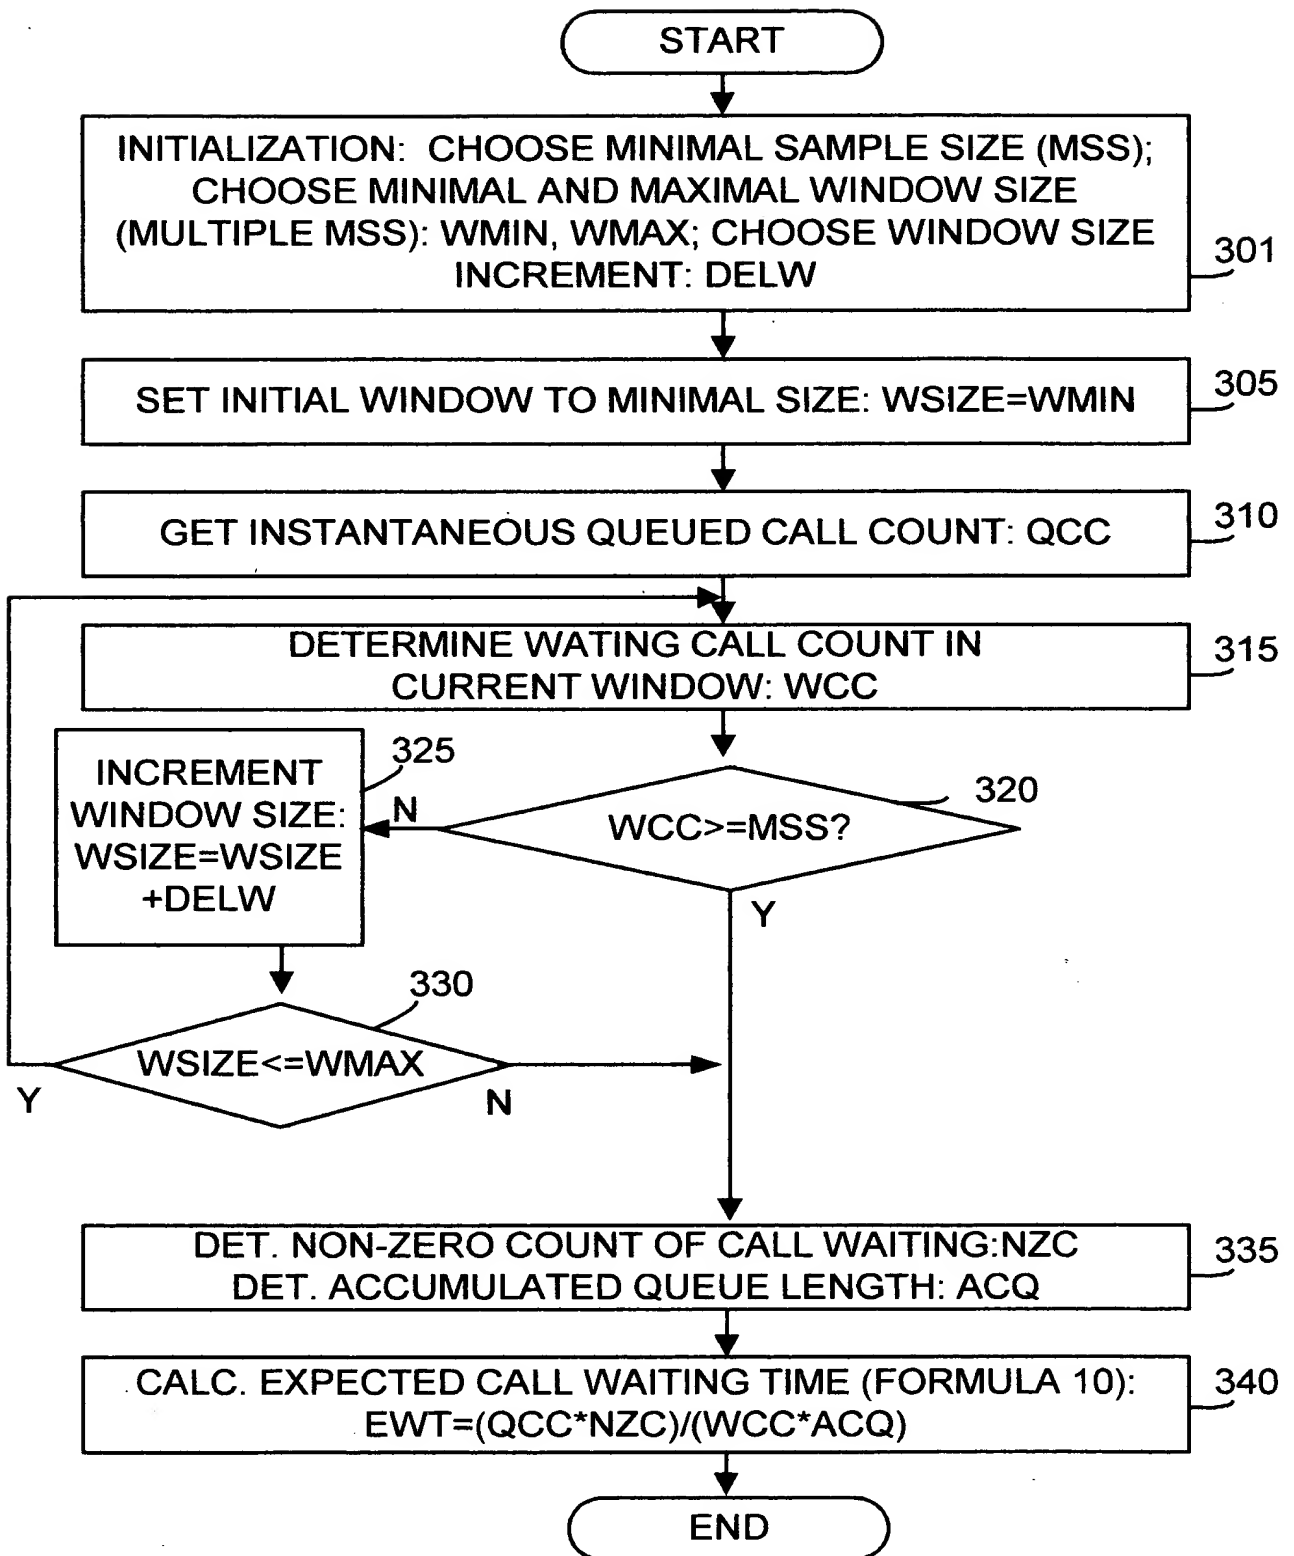 START
INITIALIZATION: CHOOSE MINIMAL SAMPLE SIZE (MSS);
CHOOSE MINIMAL AND MAXIMAL WINDOW SIZE
(MULTIPLE MSS): WMIN, WMAX; CHOOSE WINDOW SIZE
INCREMENT: DELW
301
SET INITIAL WINDOW TO MINIMAL SIZE: WSIZE=WMIN
305
GET INSTANTANEOUS QUEUED CALL COUNT: QCC
310
DETERMINE WATING CALL COUNT IN
CURRENT WINDOW: WCC
315
INCREMENT
WINDOW SIZE:
WSIZE=WSIZE
+DELW
325
N
WCC>=MSS?
320
Y
330
WSIZE<=WMAX
Y
N
DET. NON-ZERO COUNT OF CALL WAITING:NZC
DET. ACCUMULATED QUEUE LENGTH: ACQ
335
CALC. EXPECTED CALL WAITING TIME (FORMULA 10):
EWT=(QCC*NZC)/(WCC*ACQ)
340
END